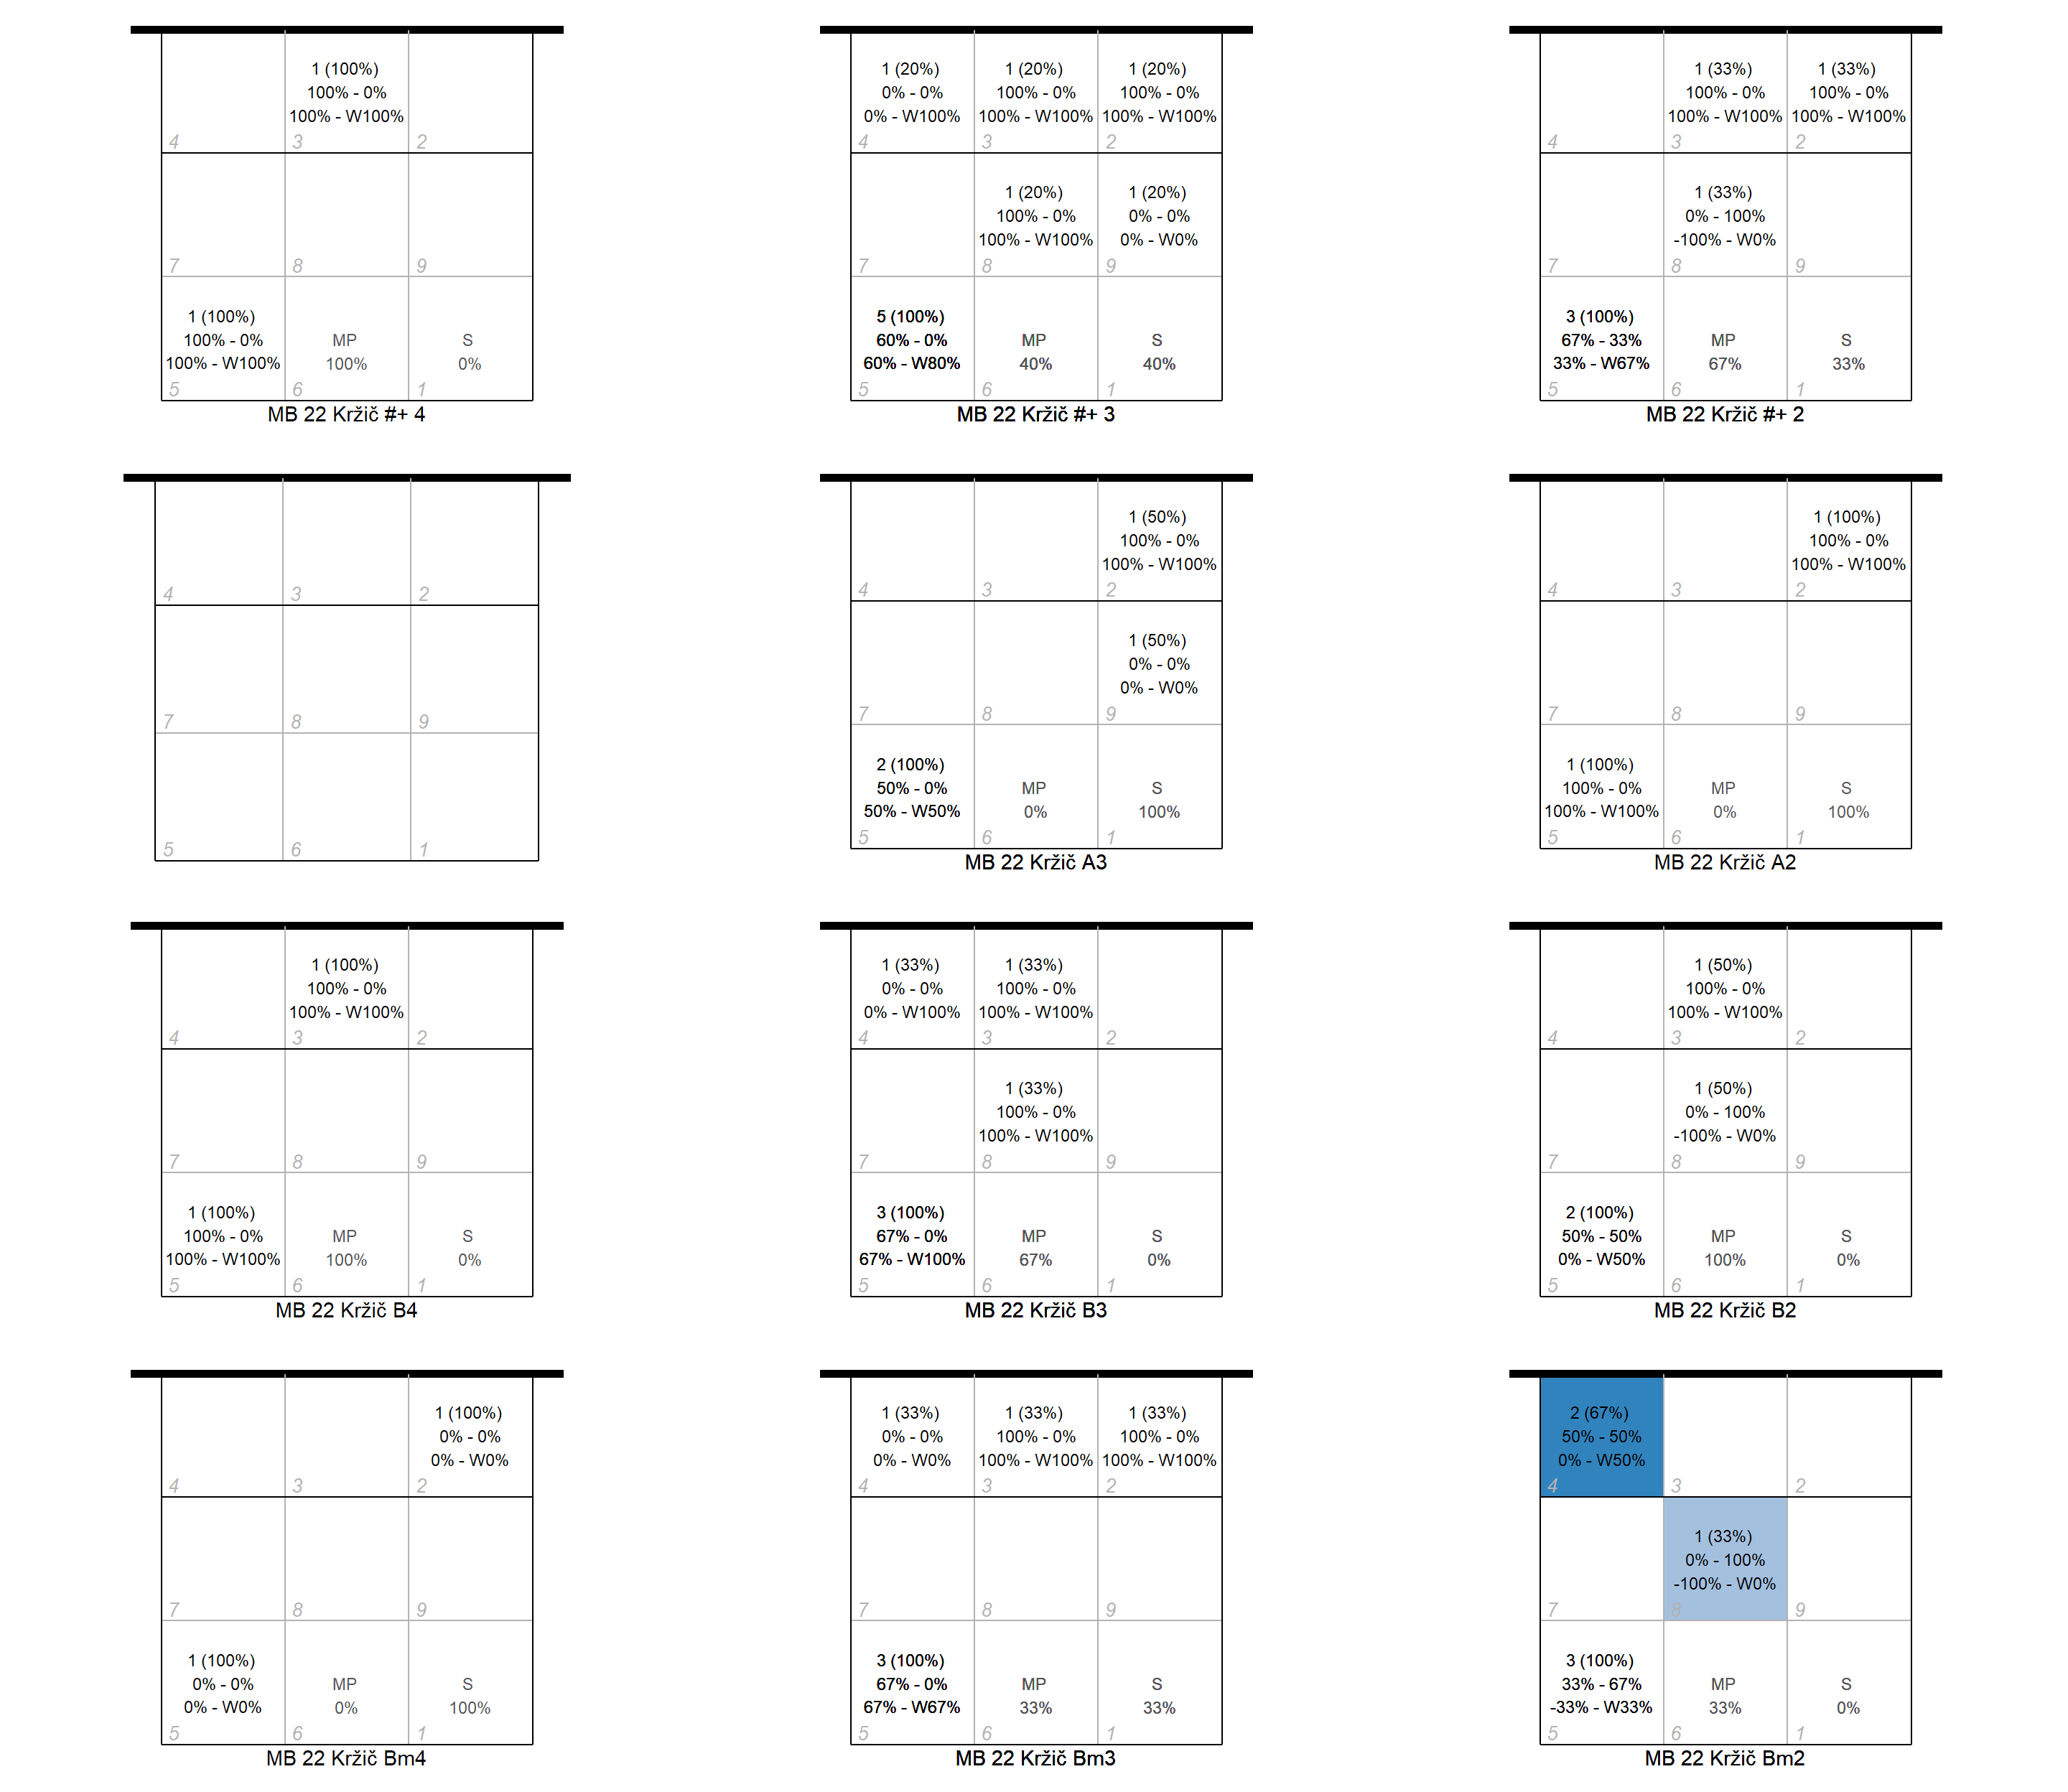 1 (100%)
100% - 0%
100% - W100%
4 3 2
7 8 9
1 (100%)
100% - 0%
100% - W100%
MP
100%
S
0%
5 6 1
MB 22 Kržič #+ 4
1 (20%)
0% - 0%
0% - W100%
1 (20%)
100% - 0%
100% - W100%
1 (20%)
100% - 0%
100% - W100%
4 3 2
1 (20%)
100% - 0%
100% - W100%
1 (20%)
0% - 0%
0% - W0%
7 8 9
5 (100%)
60% - 0%
60% - W80%
MP
40%
S
40%
5 6 1
MB 22 Kržič #+ 3
1 (33%)
100% - 0%
100% - W100%
1 (33%)
100% - 0%
100% - W100%
4 3 2
1 (33%)
0% - 100%
-100% - W0%
7 8 9
3 (100%)
67% - 33%
33% - W67%
MP
67%
S
33%
5 6 1
MB 22 Kržič #+ 2
4 3 2
7 8 9
5 6 1
1 (50%)
100% - 0%
100% - W100%
4 3 2
1 (50%)
0% - 0%
0% - W0%
7 8 9
2 (100%)
50% - 0%
50% - W50%
MP
0%
S
100%
5 6 1
MB 22 Kržič A3
1 (100%)
100% - 0%
100% - W100%
4 3 2
7 8 9
1 (100%)
100% - 0%
100% - W100%
MP
0%
S
100%
5 6 1
MB 22 Kržič A2
1 (100%)
100% - 0%
100% - W100%
4 3 2
7 8 9
1 (100%)
100% - 0%
100% - W100%
MP
100%
S
0%
5 6 1
MB 22 Kržič B4
1 (33%)
0% - 0%
0% - W100%
1 (33%)
100% - 0%
100% - W100%
4 3 2
1 (33%)
100% - 0%
100% - W100%
7 8 9
3 (100%)
67% - 0%
67% - W100%
MP
67%
S
0%
5 6 1
MB 22 Kržič B3
1 (50%)
100% - 0%
100% - W100%
4 3 2
1 (50%)
0% - 100%
-100% - W0%
7 8 9
2 (100%)
50% - 50%
0% - W50%
MP
100%
S
0%
5 6 1
MB 22 Kržič B2
1 (100%)
0% - 0%
0% - W0%
4 3 2
7 8 9
1 (100%)
0% - 0%
0% - W0%
MP
0%
S
100%
5 6 1
MB 22 Kržič Bm4
1 (33%)
0% - 0%
0% - W0%
1 (33%)
100% - 0%
100% - W100%
1 (33%)
100% - 0%
100% - W100%
4 3 2
7 8 9
3 (100%)
67% - 0%
67% - W67%
MP
33%
S
33%
5 6 1
MB 22 Kržič Bm3
2 (67%)
50% - 50%
0% - W50%
4 3 2
1 (33%)
0% - 100%
-100% - W0%
7 8 9
3 (100%)
33% - 67%
-33% - W33%
MP
33%
S
0%
5 6 1
MB 22 Kržič Bm2